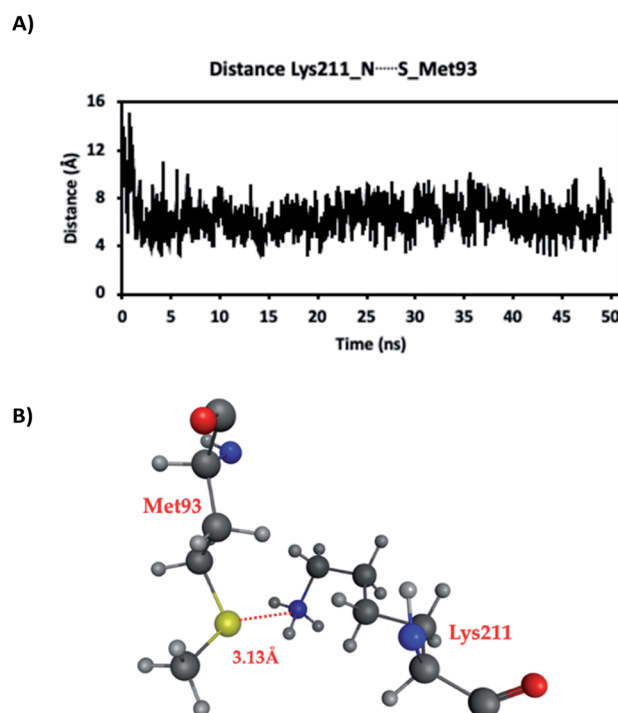 A)
Distance Lys211_N······S_Met93
16
12
8
4
0
Distance (Å)
0 5 10 15 20 25 30 35 40 45 50
Time (ns)
B)
Met93
3.13Å
Lys211